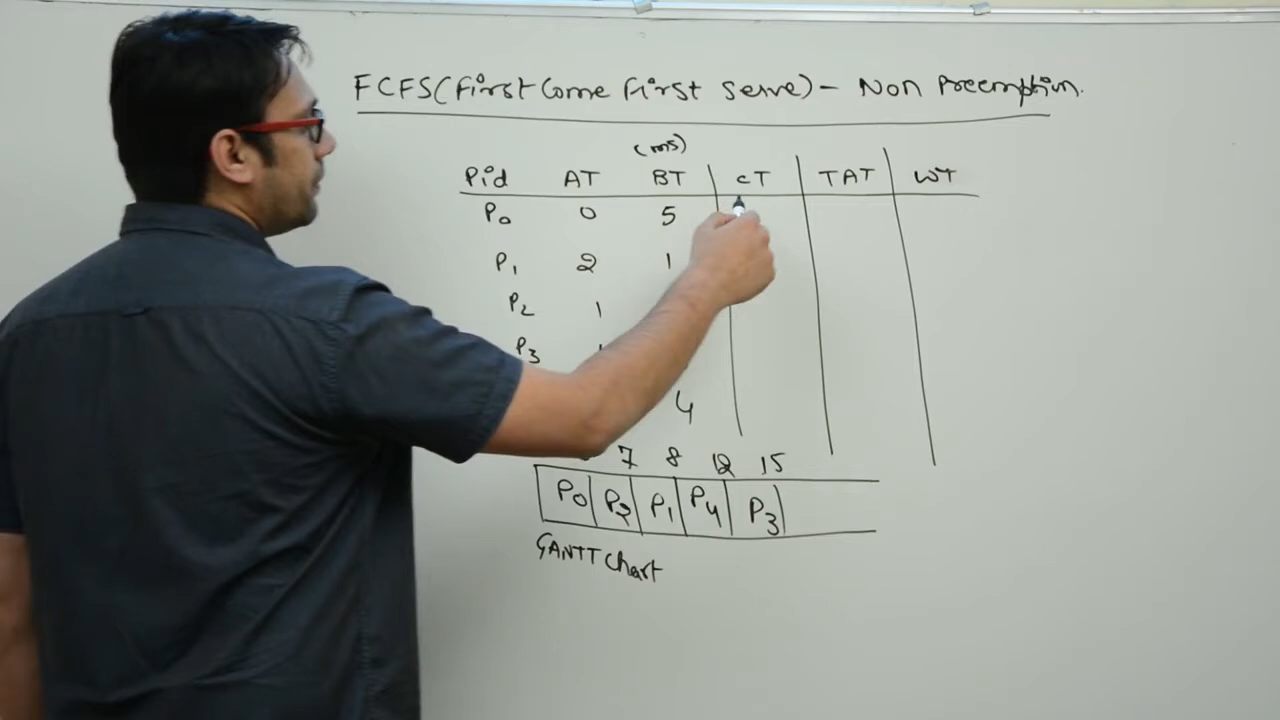 FCFS(First Come First Serve) - Non Preemption.
(ms)
Pid AT BT CT TAT WT
P0 0 5
P1 2 1
P2 1
P3
4
7 8 12 15
P0 P2 P1 P4 P3
GANTT Chart